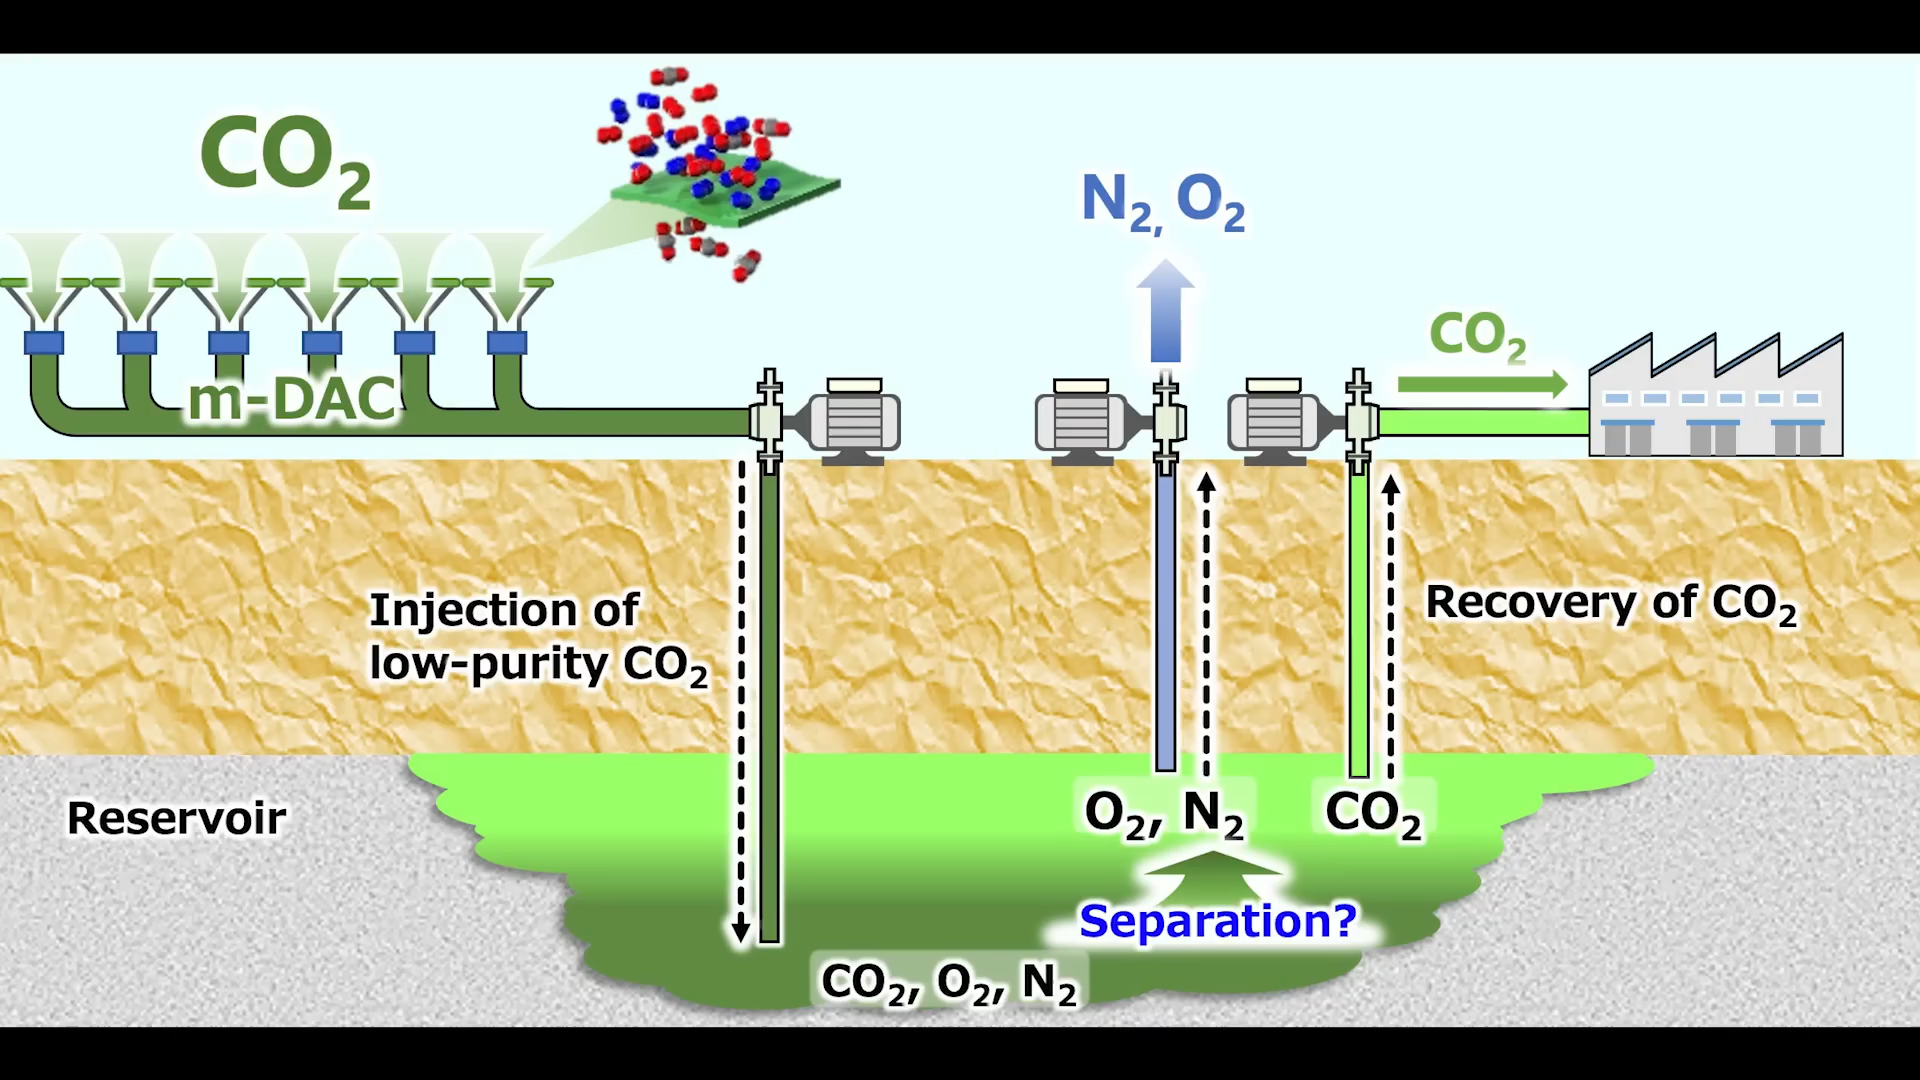 CO₂
N₂, O₂
CO₂
m-DAC
Injection of
low-purity CO₂
Recovery of CO₂
Reservoir
O₂, N₂
CO₂
Separation?
CO₂, O₂, N₂